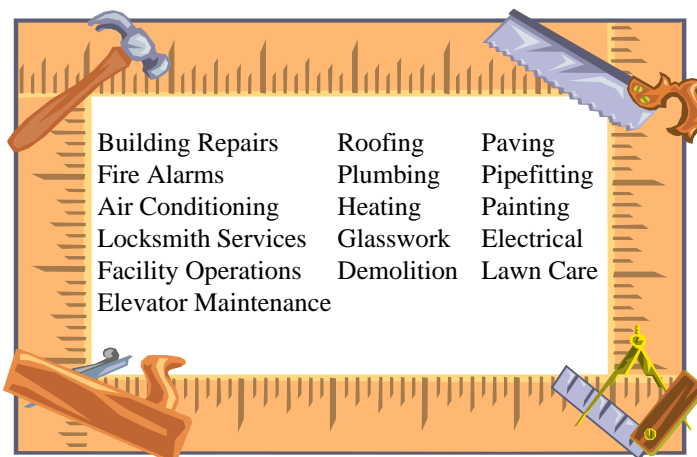 Building Repairs Roofing Paving
Fire Alarms Plumbing Pipefitting
Air Conditioning Heating Painting
Locksmith Services Glasswork Electrical
Facility Operations Demolition Lawn Care
Elevator Maintenance